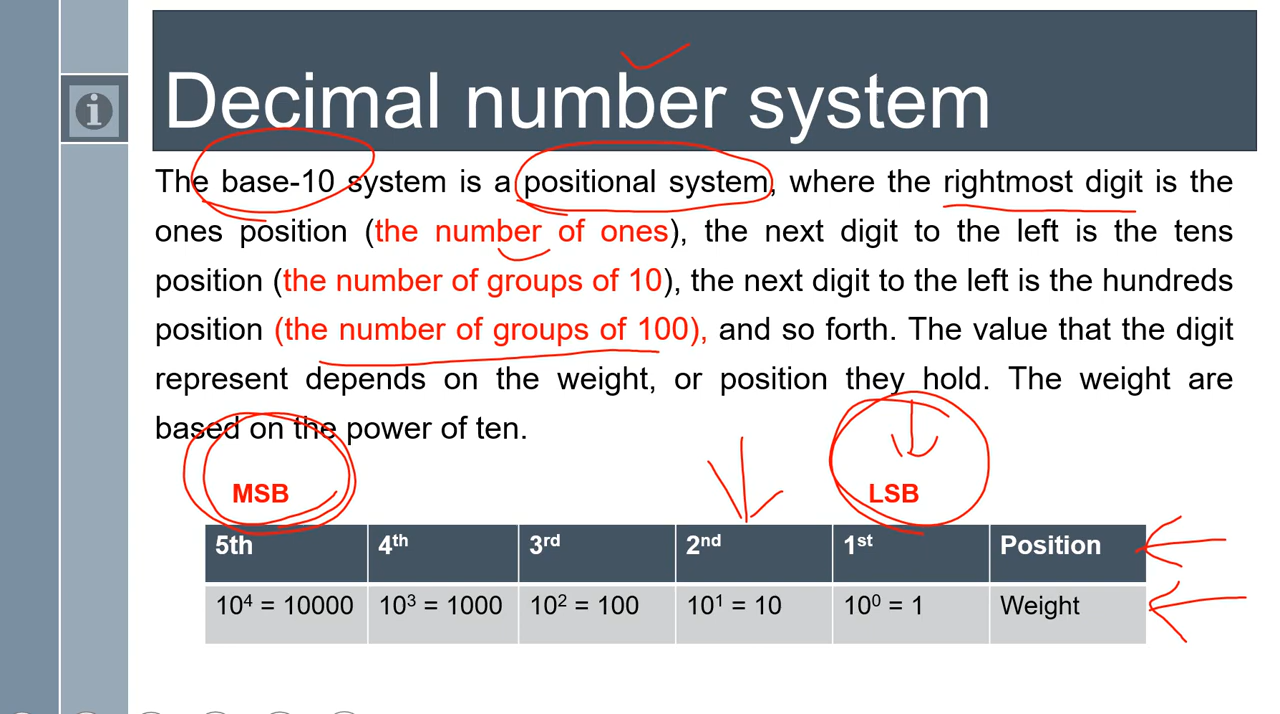 Decimal number system
The base-10 system is a positional system, where the rightmost digit is the
ones position (the number of ones), the next digit to the left is the tens
position (the number of groups of 10), the next digit to the left is the hundreds
position (the number of groups of 100), and so forth. The value that the digit
represent depends on the weight, or position they hold. The weight are
based on the power of ten.
MSB LSB
5th 4th 3rd 2nd 1st Position
10⁴ = 10000 10³ = 1000 10² = 100 10¹ = 10 10⁰ = 1 Weight